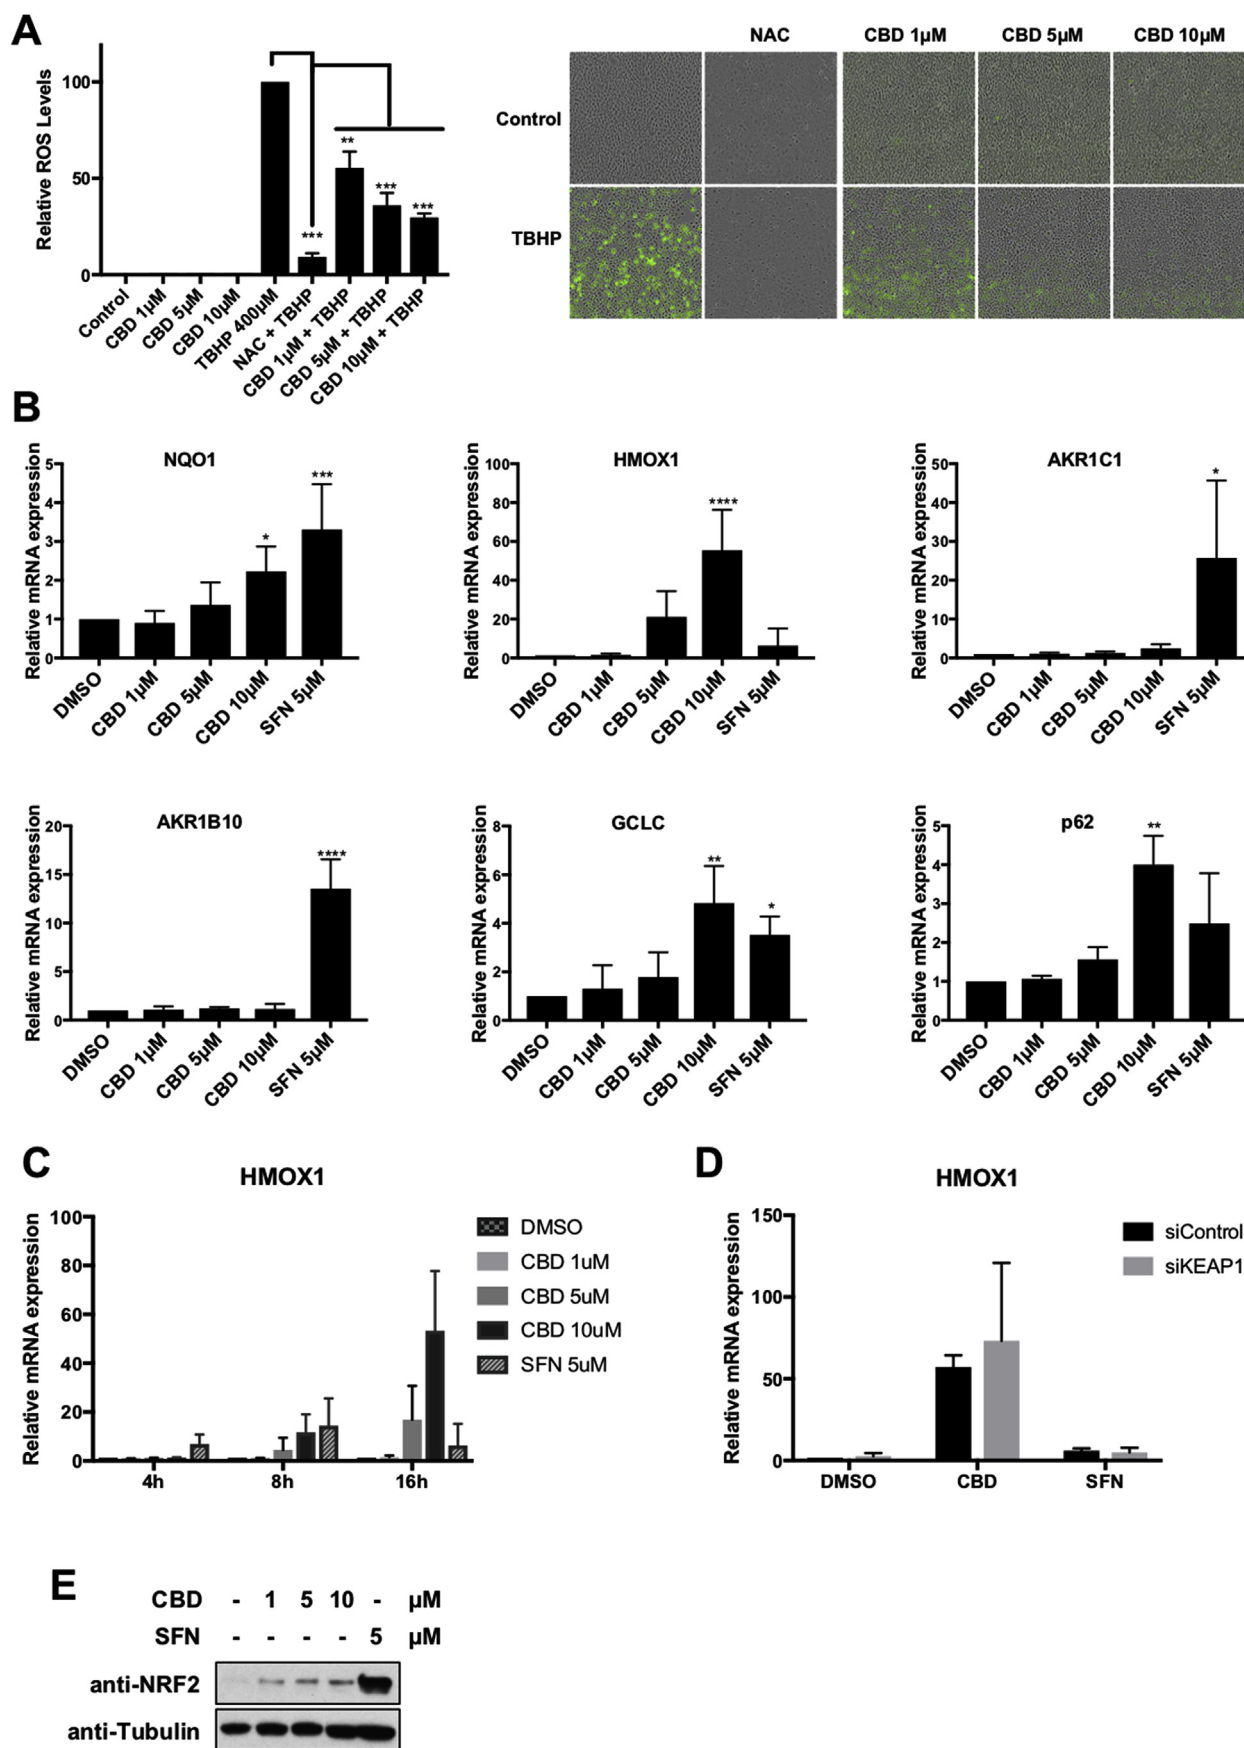 A
Relative ROS Levels
100
50
0
Control
CBD 1µM
CBD 5µM
CBD 10µM
TBHP 400µM
NAC + TBHP
CBD 1µM + TBHP
CBD 5µM + TBHP
CBD 10µM + TBHP
***
**
***
***
NAC
CBD 1µM
CBD 5µM
CBD 10µM
Control
TBHP
B
NQO1
Relative mRNA expression
5
4
3
2
1
0
*
***
DMSO
CBD 1µM
CBD 5µM
CBD 10µM
SFN 5µM
HMOX1
Relative mRNA expression
100
80
60
40
20
0
****
DMSO
CBD 1µM
CBD 5µM
CBD 10µM
SFN 5µM
AKR1C1
Relative mRNA expression
50
40
30
20
10
0
*
DMSO
CBD 1µM
CBD 5µM
CBD 10µM
SFN 5µM
AKR1B10
Relative mRNA expression
20
15
10
5
0
****
DMSO
CBD 1µM
CBD 5µM
CBD 10µM
SFN 5µM
GCLC
Relative mRNA expression
8
6
4
2
0
**
*
DMSO
CBD 1µM
CBD 5µM
CBD 10µM
SFN 5µM
p62
Relative mRNA expression
5
4
3
2
1
0
**
DMSO
CBD 1µM
CBD 5µM
CBD 10µM
SFN 5µM
C
HMOX1
Relative mRNA expression
100
80
60
40
20
0
4h
8h
16h
DMSO
CBD 1uM
CBD 5uM
CBD 10uM
SFN 5uM
D
HMOX1
Relative mRNA expression
150
100
50
0
DMSO
CBD
SFN
siControl
siKEAP1
E
CBD - 1 5 10 - µM
SFN - - - - 5 µM
anti-NRF2
anti-Tubulin